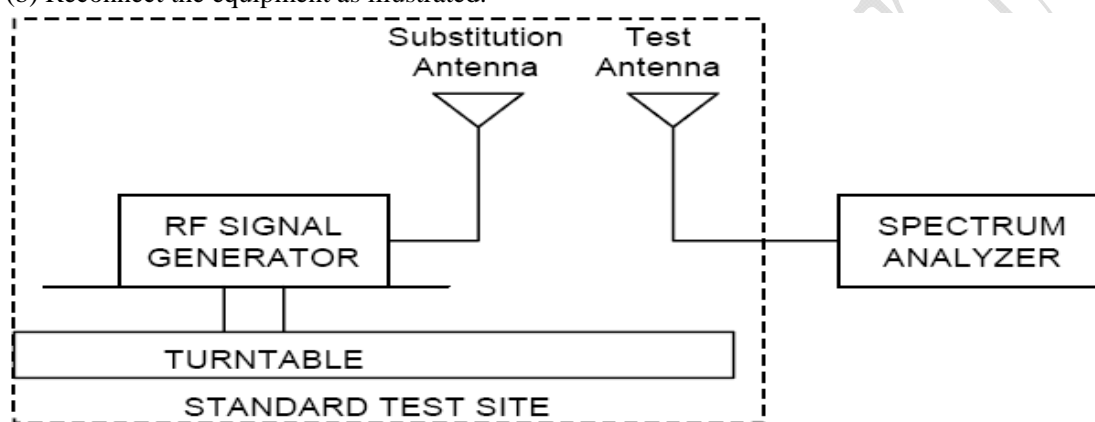 (b) Reconnect the equipment as illustrated.
Substitution
Antenna
Test
Antenna
RF SIGNAL
GENERATOR
SPECTRUM
ANALYZER
TURNTABLE
STANDARD TEST SITE